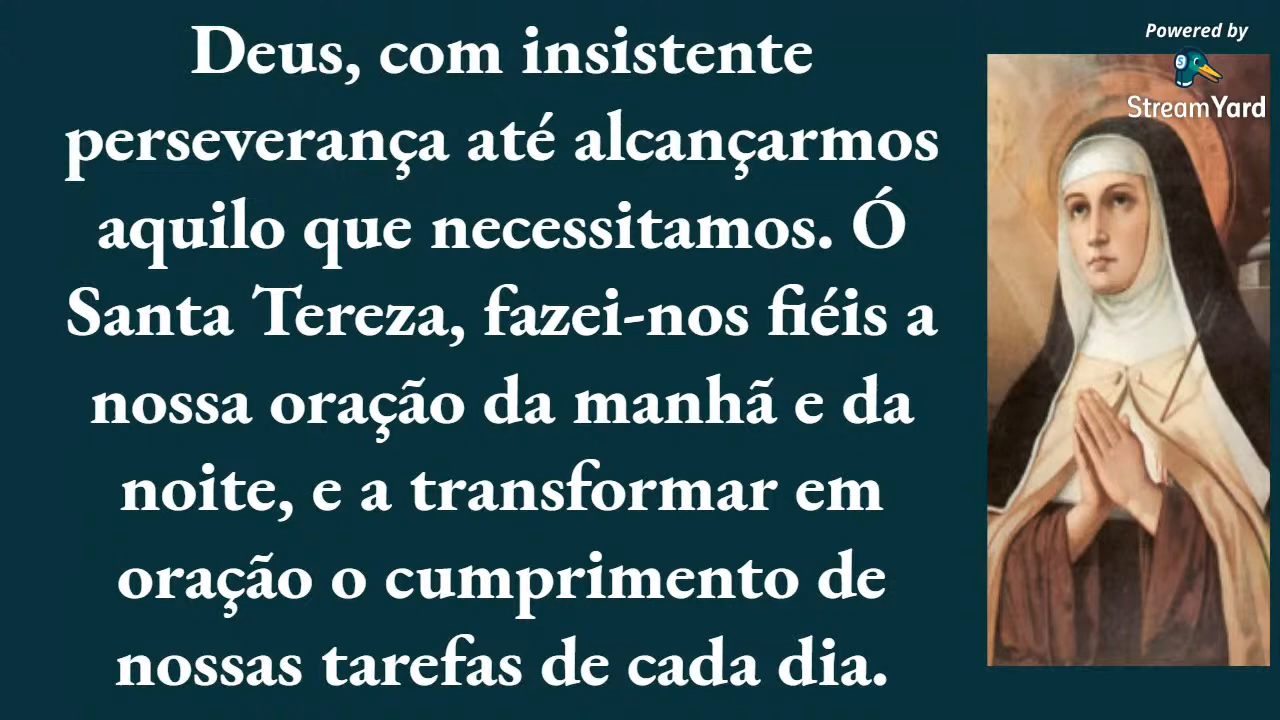 Deus, com insistente
perseverança até alcançarmos
aquilo que necessitamos. Ó
Santa Tereza, fazei-nos fiéis a
nossa oração da manhã e da
noite, e a transformar em
oração o cumprimento de
nossas tarefas de cada dia.
Powered by
StreamYard